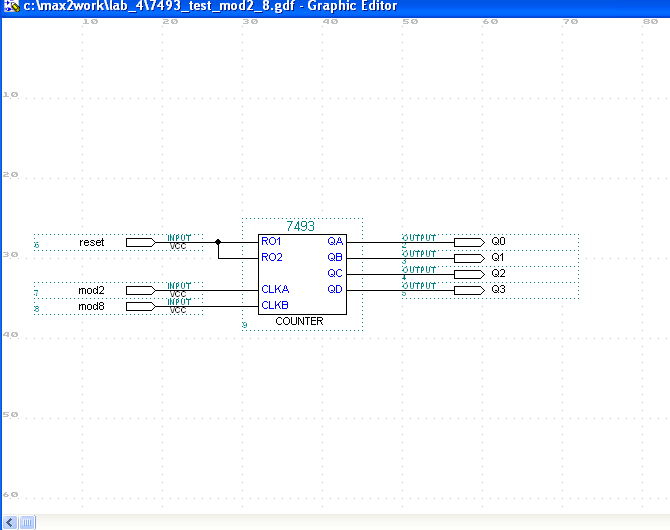 c:\max2work\lab_4\7493_test_mod2_8.gdf - Graphic Editor
10 20 30 40 50 60 70 80
10
20
7493
reset INPUT VCC RO1 QA OUTPUT Q0
6 2
30
RO2 QB OUTPUT Q1
3
QC OUTPUT Q2
4
mod2 INPUT VCC CLKA QD OUTPUT Q3
7 5
mod8 INPUT VCC CLKB
8
9 COUNTER
40
50
60